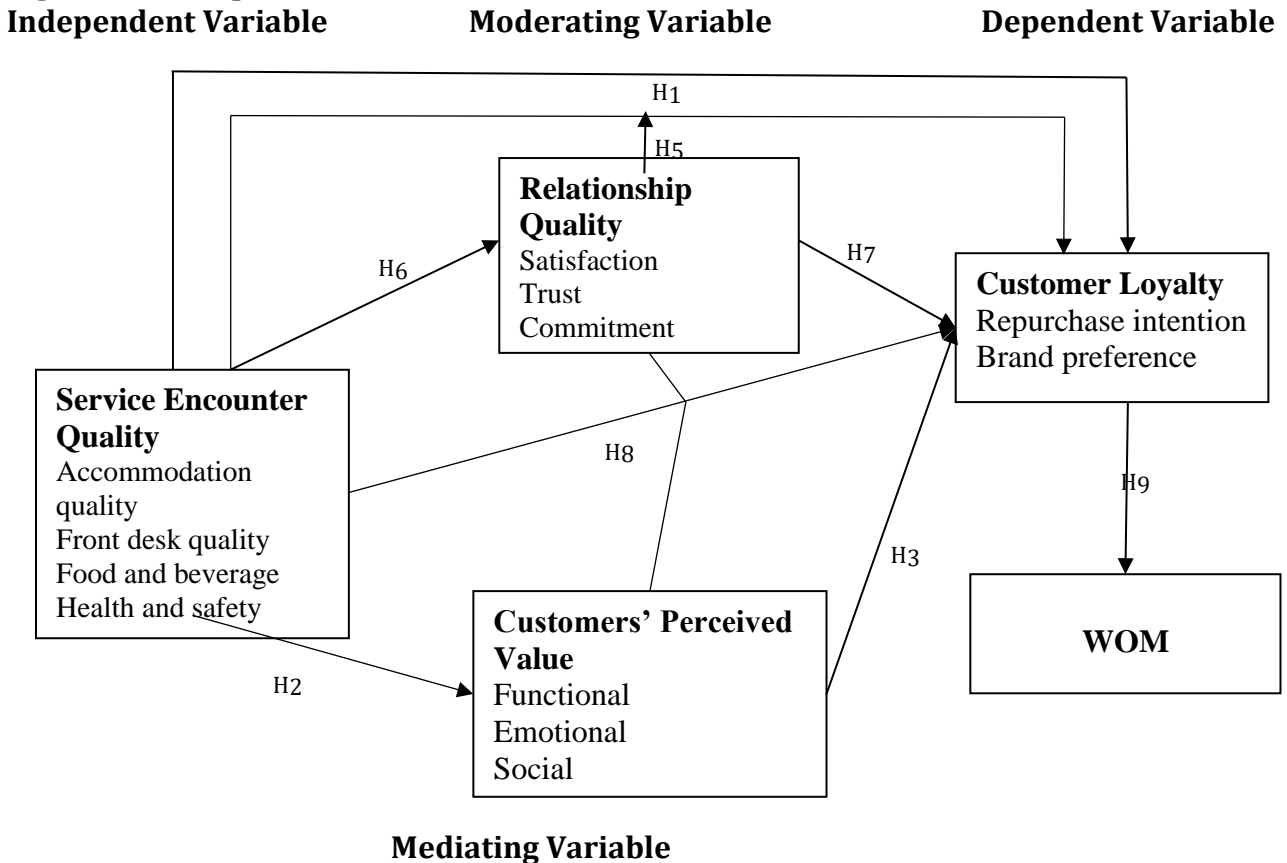 Independent Variable
Moderating Variable
Dependent Variable
H1
H5
Relationship
Quality
Satisfaction
Trust
Commitment
H6
H7
Customer Loyalty
Repurchase intention
Brand preference
Service Encounter
Quality
Accommodation
quality
Front desk quality
Food and beverage
Health and safety
H8
H9
H3
H2
Customers’ Perceived
Value
Functional
Emotional
Social
WOM
Mediating Variable